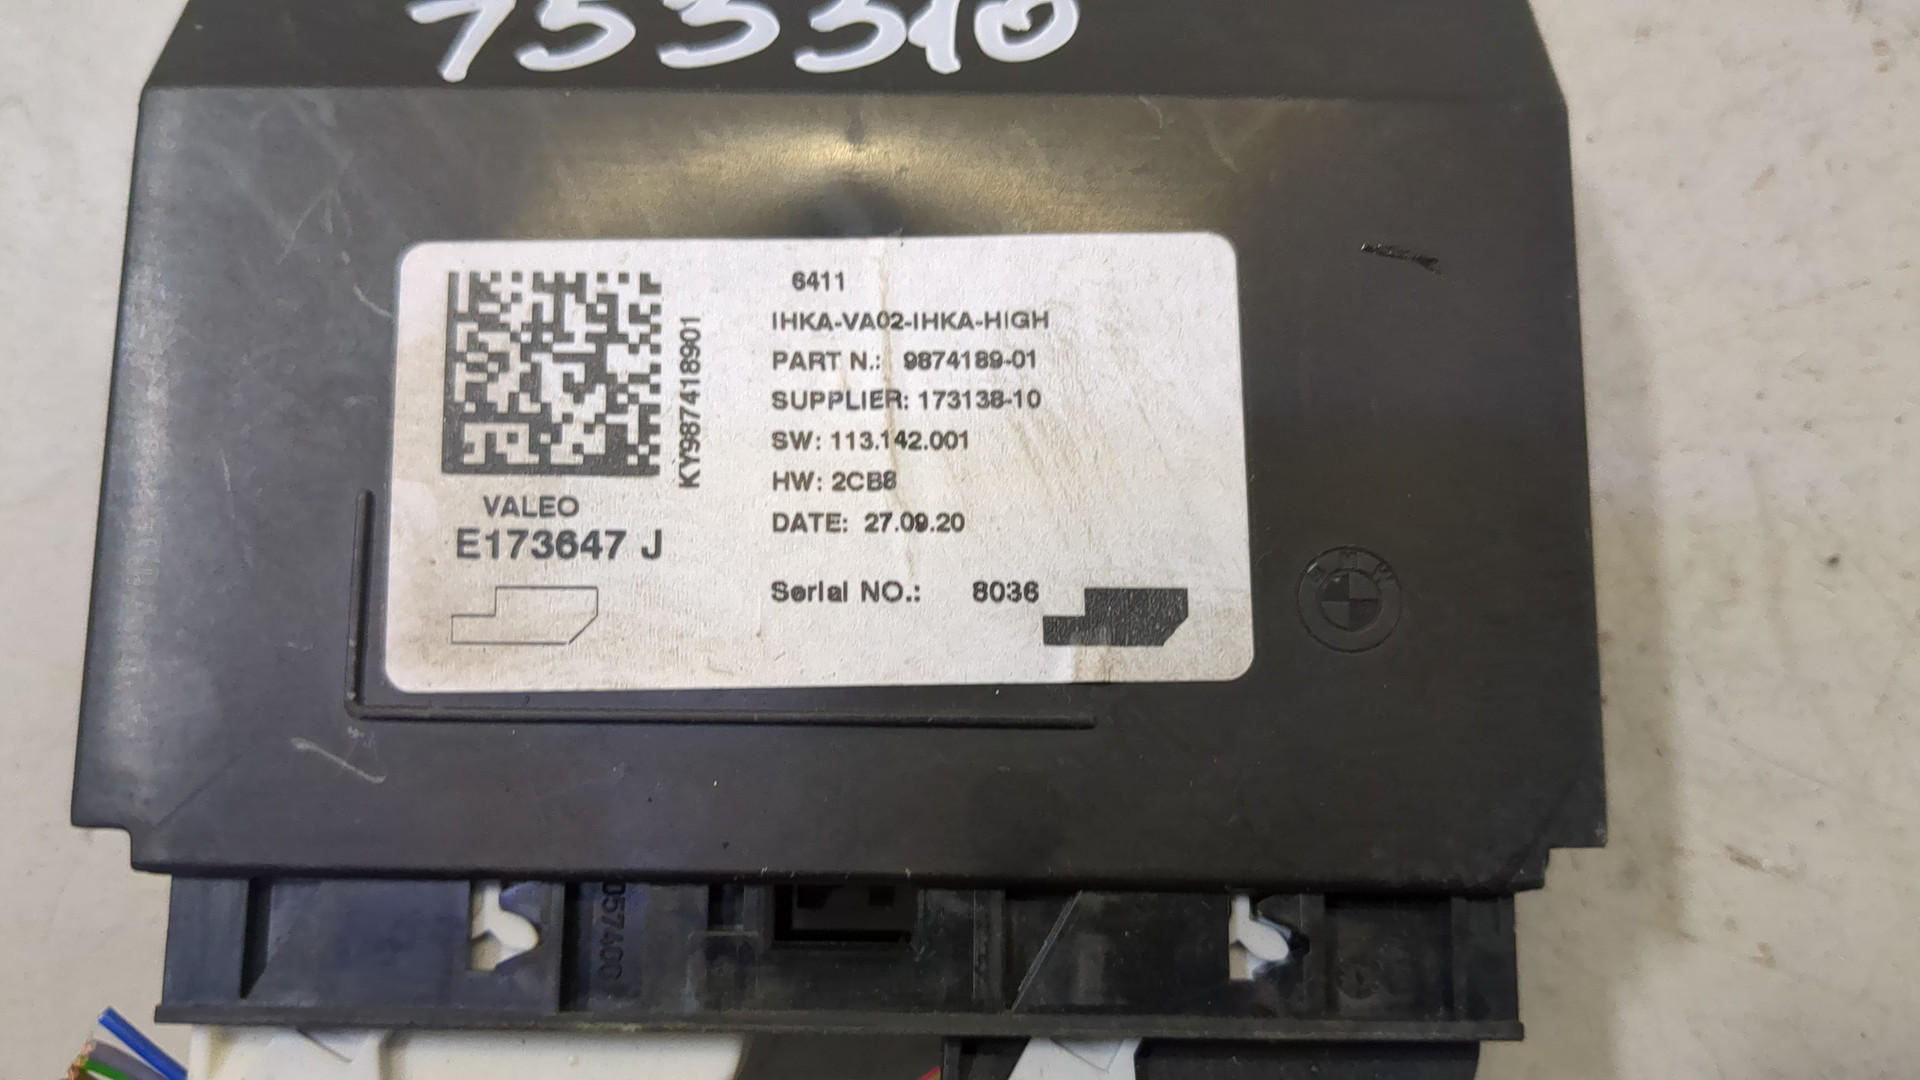 753310
6411
IHKA-VA02-IHKA-HIGH
PART N.: 9874189-01
SUPPLIER: 173138-10
SW: 113.142.001
HW: 2CB8
DATE: 27.09.20
Serial NO.: 8036
KY987418901
VALEO
E173647 J
BMW